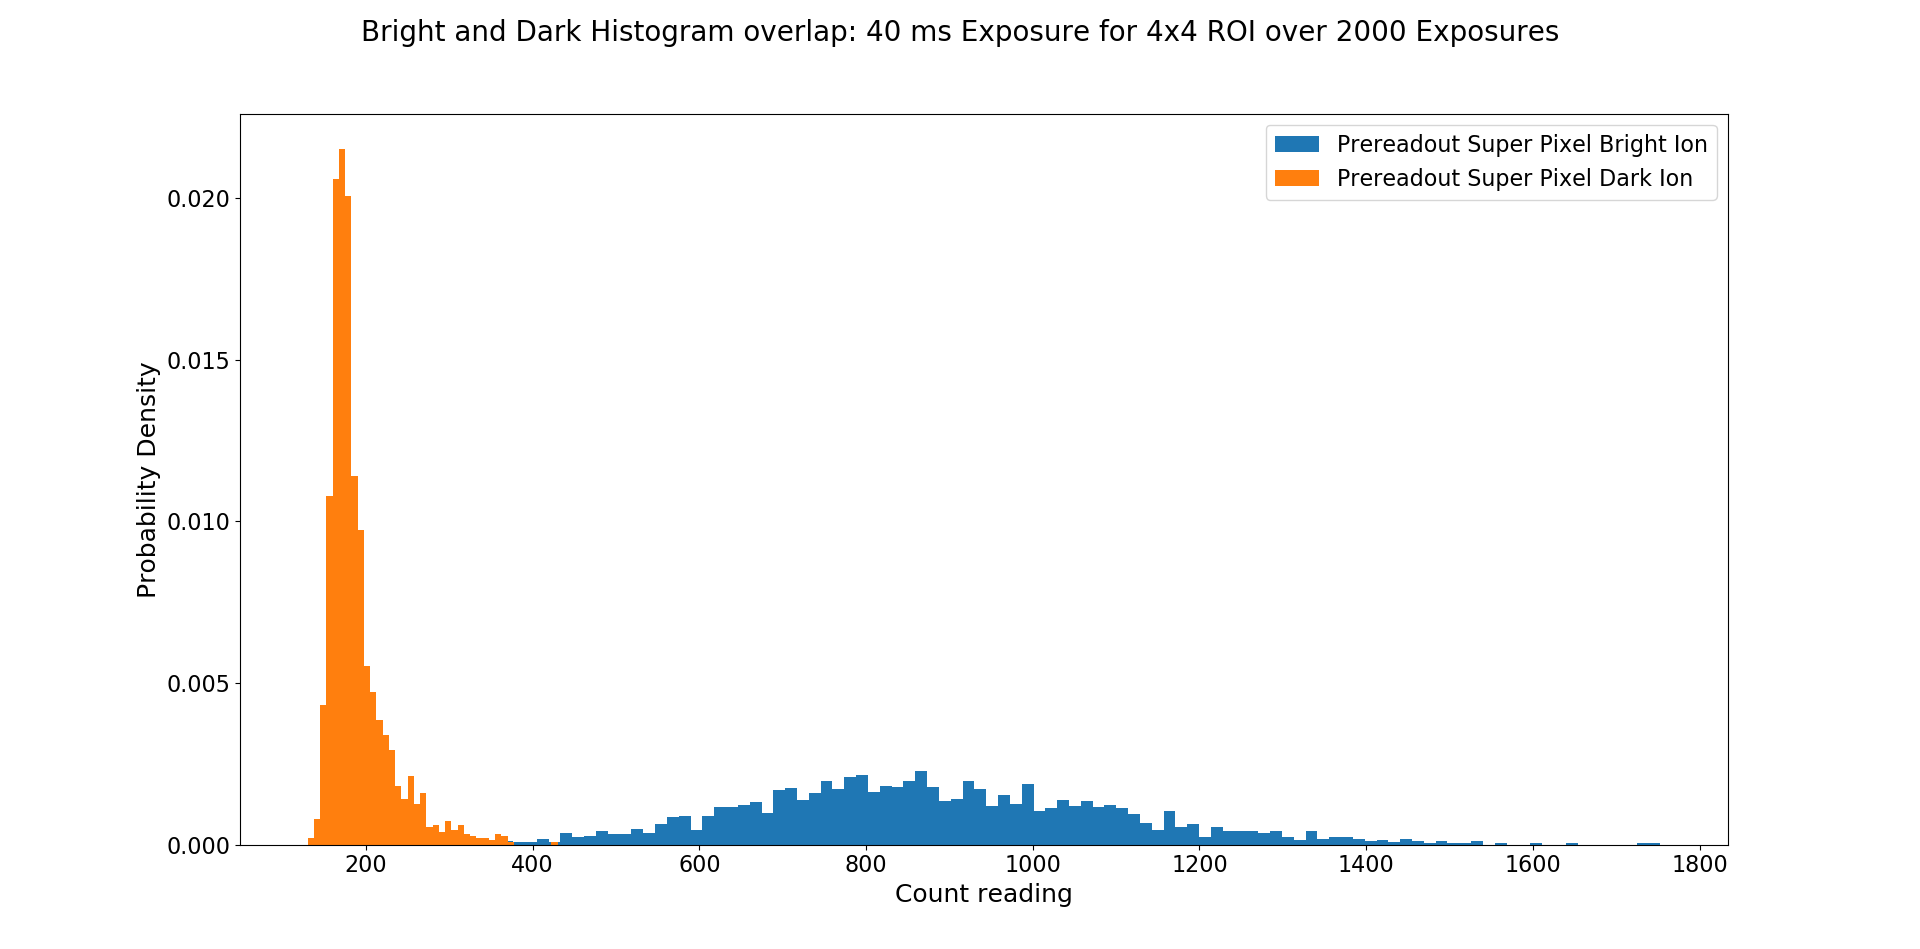 Bright and Dark Histogram overlap: 40 ms Exposure for 4x4 ROI over 2000 Exposures
Prereadout Super Pixel Bright Ion
Prereadout Super Pixel Dark Ion
Probability Density
0.020
0.015
0.010
0.005
0.000
200 400 600 800 1000 1200 1400 1600 1800
Count reading